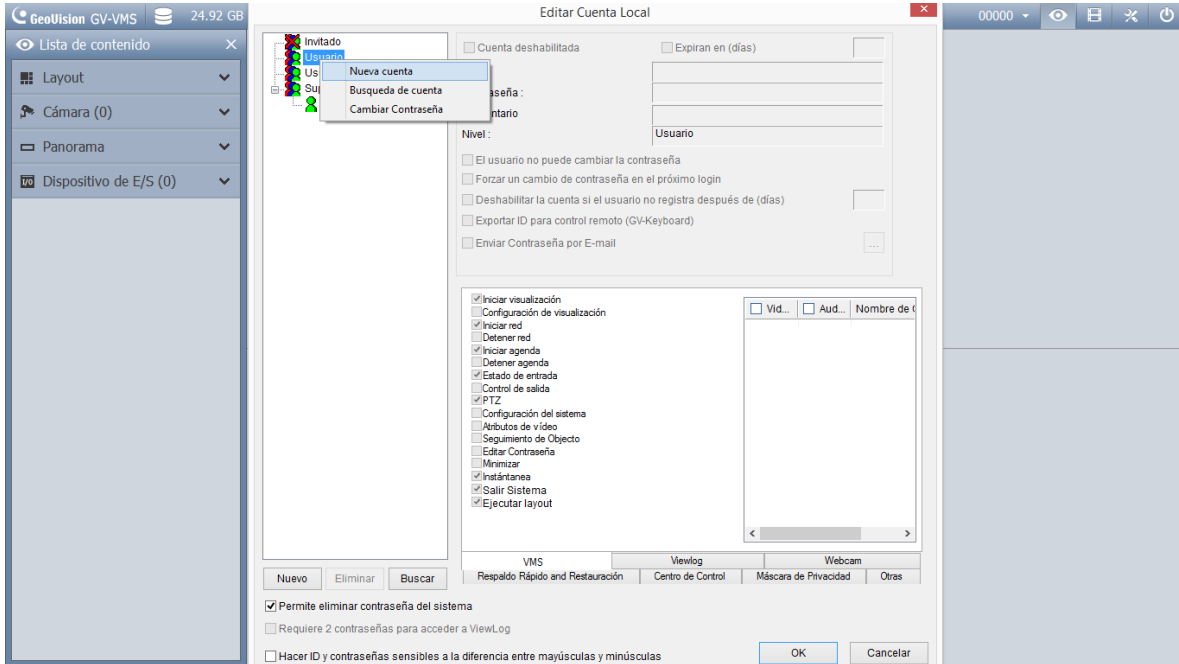 GeoVision GV-VMS 24.92 GB
Editar Cuenta Local
00000
Lista de contenido
Layout
Cámara (0)
Panorama
Dispositivo de E/S (0)
Invitado
Usuario
Us
Sup
Nueva cuenta
Busqueda de cuenta
Cambiar Contraseña
Cuenta deshabilitada
Expiran en (días)
aseña :
ntario
Nivel :
Usuario
El usuario no puede cambiar la contraseña
Forzar un cambio de contraseña en el próximo login
Deshabilitar la cuenta si el usuario no registra después de (días)
Exportar ID para control remoto (GV-Keyboard)
Enviar Contraseña por E-mail
...
Iniciar visualización
Configuración de visualización
Iniciar red
Detener red
Iniciar agenda
Detener agenda
Estado de entrada
Control de salida
PTZ
Configuración del sistema
Atributos de vídeo
Seguimiento de Objecto
Editar Contraseña
Minimizar
Instántanea
Salir Sistema
Ejecutar layout
Vid... Aud... Nombre de
VMS Viewlog Webcam
Respaldo Rápido and Restauración Centro de Control Máscara de Privacidad Otras
Nuevo Eliminar Buscar
Permite eliminar contraseña del sistema
Requiere 2 contraseñas para acceder a ViewLog
Hacer ID y contraseñas sensibles a la diferencia entre mayúsculas y minúsculas
OK Cancelar